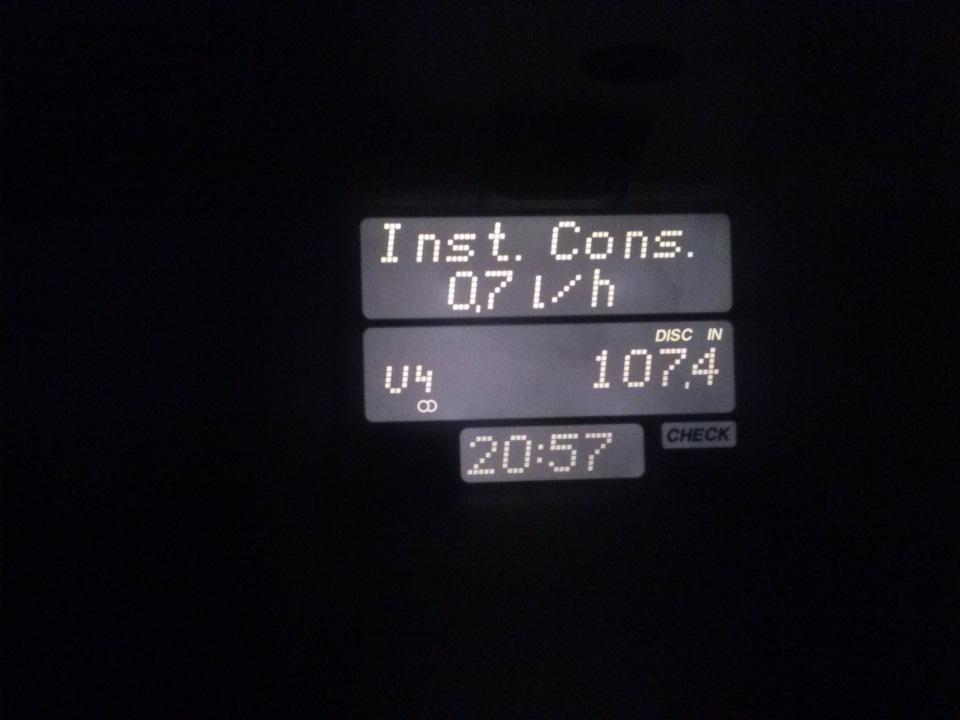 Inst. Cons.
0,7 l/h
DISC IN
U4 107,4
20:57 CHECK